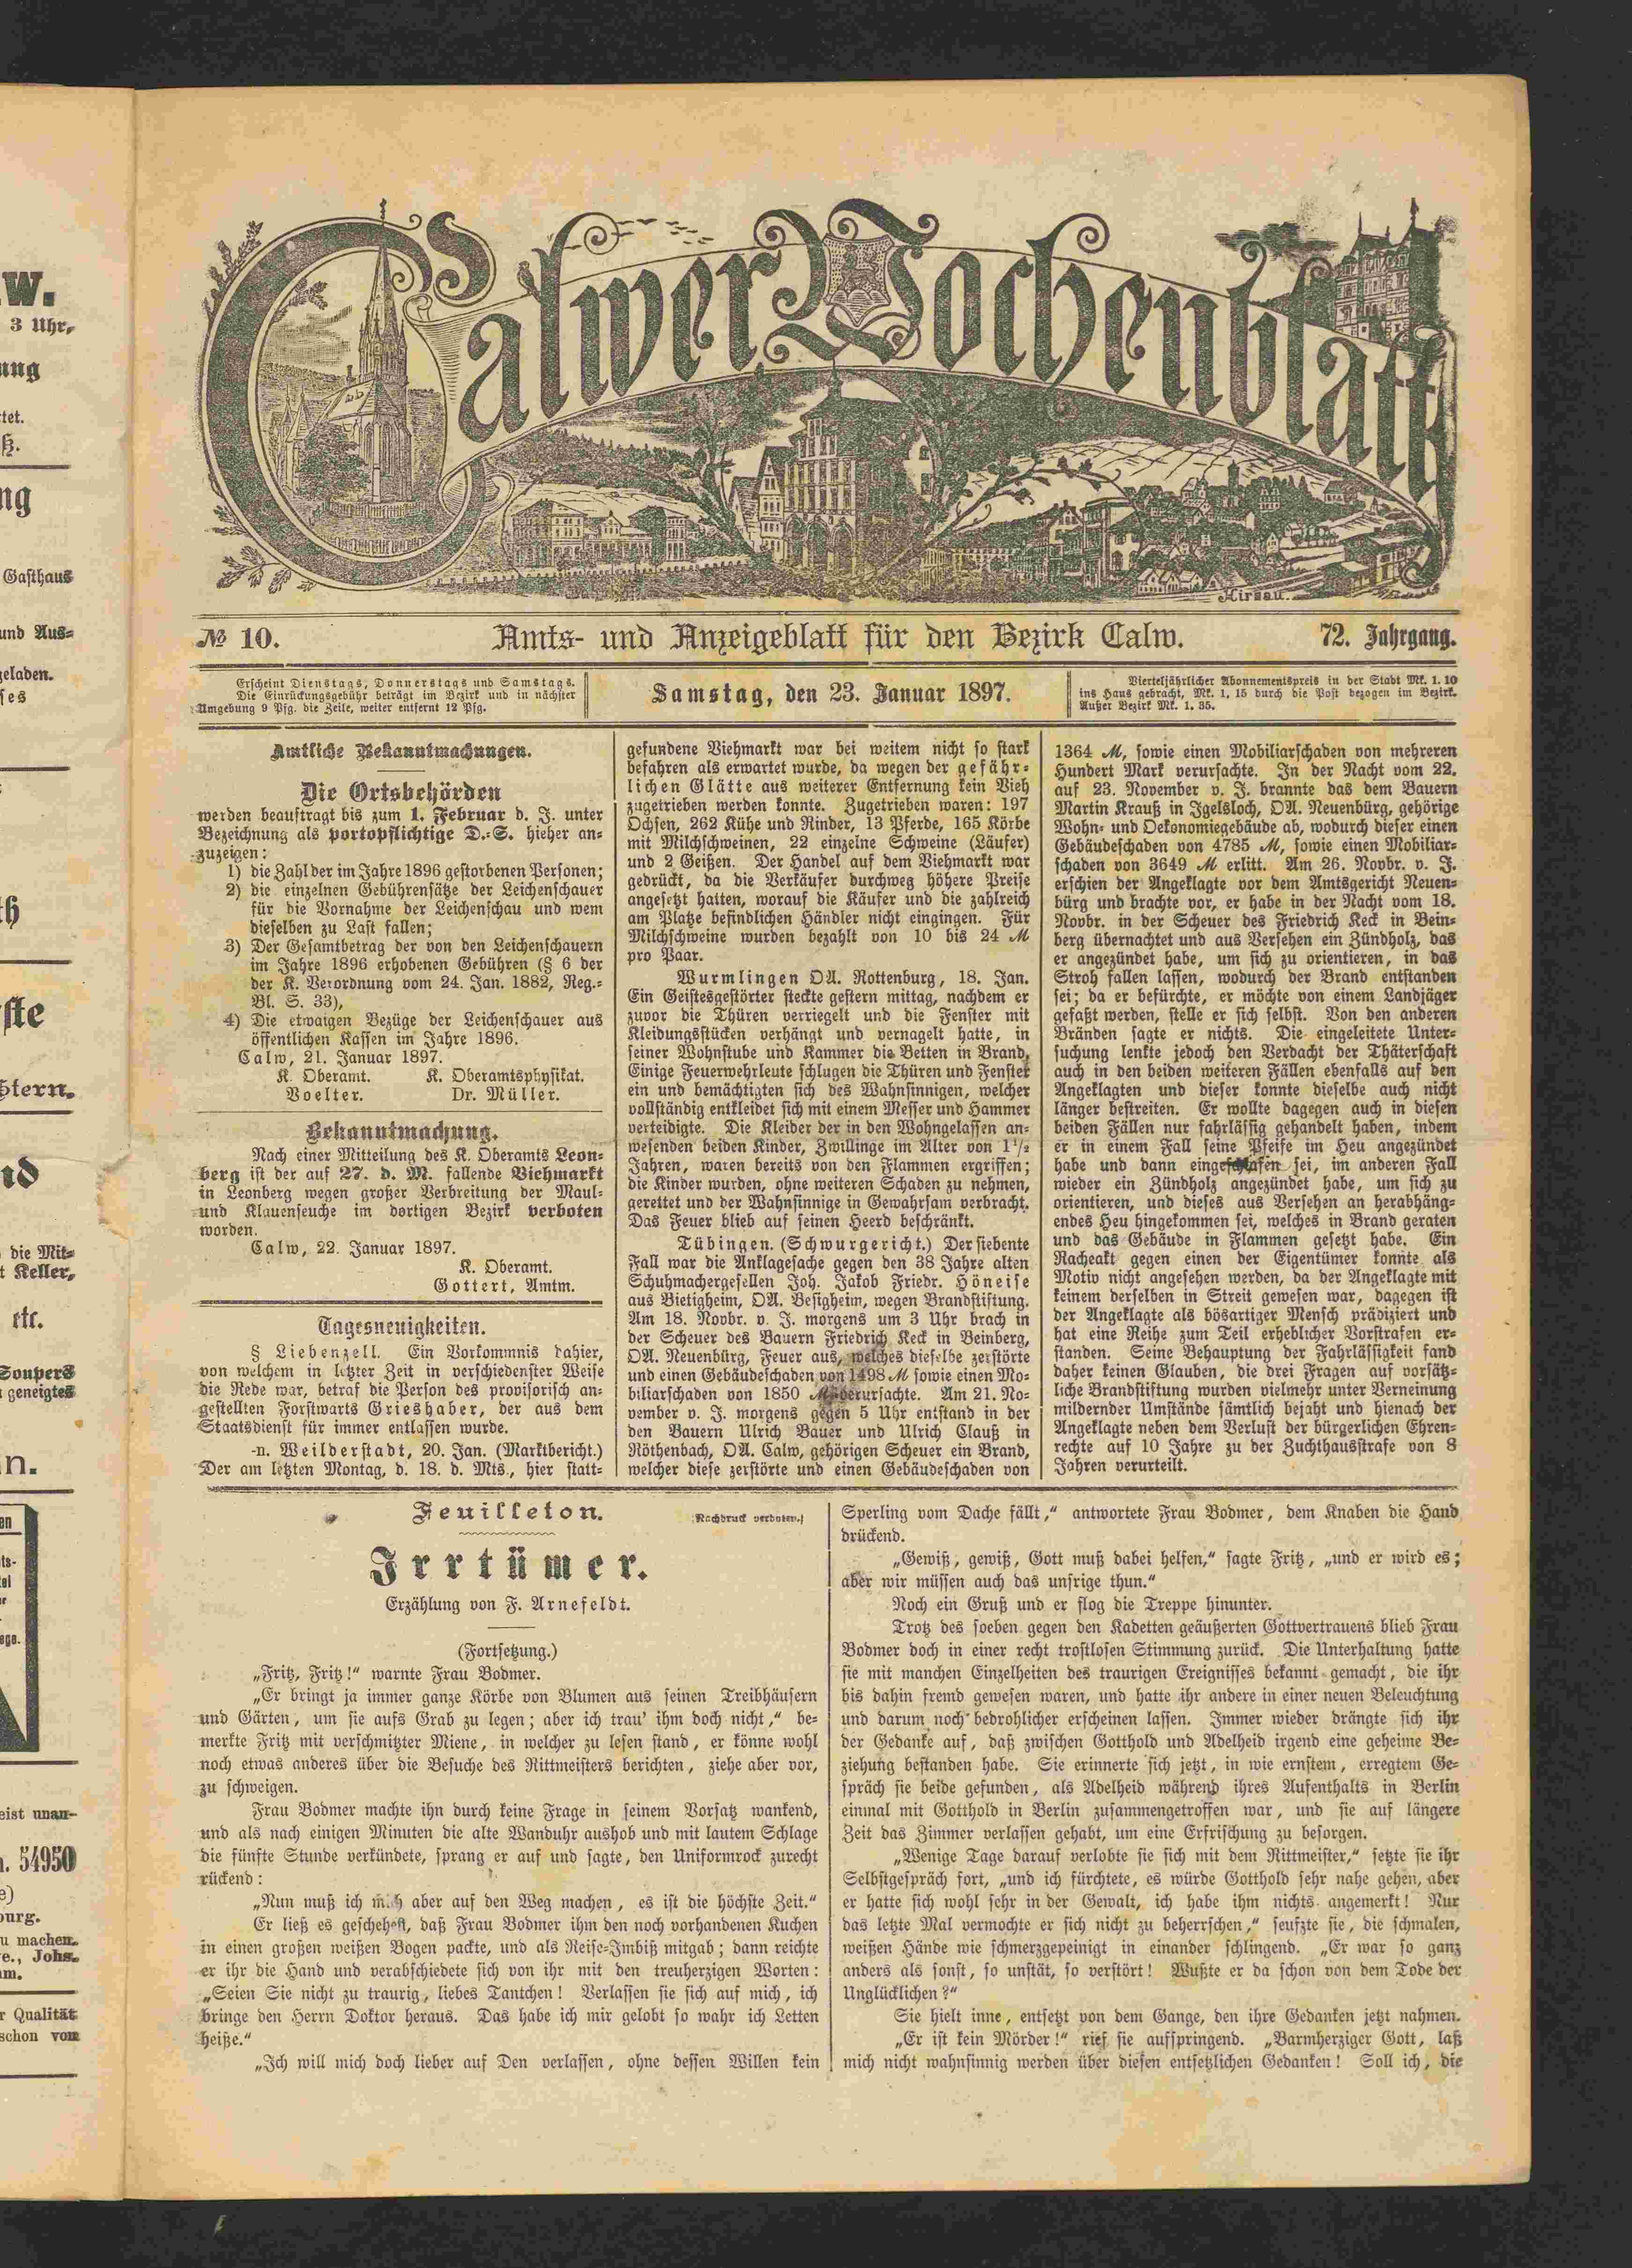 Calwer Wochenblatt
Hirsau.
№ 10.
Amts- und Anzeigeblatt für den Bezirk Calw.
72. Jahrgang.
Erscheint Dienstags, Donnerstags und Samstags.
Die Einrückungsgebühr beträgt im Bezirk und in nächster
Umgebung 9 Pfg. die Zeile, weiter entfernt 12 Pfg.
Samstag, den 23. Januar 1897.
Vierteljährlicher Abonnementspreis in der Stadt Mk. 1. 10
ins Haus gebracht, Mk. 1, 15 durch die Post bezogen im Bezirk.
Außer Bezirk Mk. 1. 35.
Amtliche Bekanntmachungen.
Die Ortsbehörden
werden beauftragt bis zum 1. Februar d. J. unter
Bezeichnung als portopflichtige D.-S. hieher an-
zuzeigen:
1) die Zahl der im Jahre 1896 gestorbenen Personen;
2) die einzelnen Gebührensätze der Leichenschauer
für die Vornahme der Leichenschau und wem
dieselben zu Last fallen;
3) Der Gesamtbetrag der von den Leichenschauern
im Jahre 1896 erhobenen Gebühren (§ 6 der
der K. Verordnung vom 24. Jan. 1882, Reg.-
Bl. S. 33),
4) Die etwaigen Bezüge der Leichenschauer aus
öffentlichen Kassen im Jahre 1896.
Calw, 21. Januar 1897.
K. Oberamt. K. Oberamtsphysikat.
Voelter. Dr. Müller.
Bekanntmachung.
Nach einer Mitteilung des K. Oberamts Leon-
berg ist der auf 27. d. M. fallende Viehmarkt
in Leonberg wegen großer Verbreitung der Maul-
und Klauenseuche im dortigen Bezirk verboten
worden.
Calw, 22. Januar 1897.
K. Oberamt.
Gottert, Amtm.
Tagesneuigkeiten.
§ Liebenzell. Ein Vorkommnis dahier,
von welchem in letzter Zeit in verschiedenster Weise
die Rede war, betraf die Person des provisorisch an-
gestellten Forstwarts Grieshaber, der aus dem
Staatsdienst für immer entlassen wurde.
-n. Weilderstadt, 20. Jan. (Marktbericht.)
Der am letzten Montag, d. 18. d. Mts., hier statt-
gefundene Viehmarkt war bei weitem nicht so stark
befahren als erwartet wurde, da wegen der gefähr-
lichen Glätte aus weiterer Entfernung kein Vieh
zugetrieben werden konnte. Zugetrieben waren: 197
Ochsen, 262 Kühe und Rinder, 13 Pferde, 165 Körbe
mit Milchschweinen, 22 einzelne Schweine (Läufer)
und 2 Geißen. Der Handel auf dem Viehmarkt war
gedrückt, da die Verkäufer durchweg höhere Preise
angesetzt hatten, worauf die Käufer und die zahlreich
am Platze befindlichen Händler nicht eingingen. Für
Milchschweine wurden bezahlt von 10 bis 24 M
pro Paar.
Wurmlingen OA. Rottenburg, 18. Jan.
Ein Geistesgestörter steckte gestern mittag, nachdem er
zuvor die Thüren verriegelt und die Fenster mit
Kleidungsstücken verhängt und vernagelt hatte, in
seiner Wohnstube und Kammer die Betten in Brand.
Einige Feuerwehrleute schlugen die Thüren und Fenster
ein und bemächtigten sich des Wahnsinnigen, welcher
vollständig entkleidet sich mit einem Messer und Hammer
verteidigte. Die Kleider der in den Wohngelassen an-
wesenden beiden Kinder, Zwillinge im Alter von 1½
Jahren, waren bereits von den Flammen ergriffen;
die Kinder wurden, ohne weiteren Schaden zu nehmen,
gerettet und der Wahnsinnige in Gewahrsam verbracht.
Das Feuer blieb auf seinen Heerd beschränkt.
Tübingen. (Schwurgericht.) Der siebente
Fall war die Anklagesache gegen den 38 Jahre alten
Schuhmachergesellen Joh. Jakob Friedr. Höneise
aus Bietigheim, OA. Besigheim, wegen Brandstiftung.
Am 18. Novbr. v. J. morgens um 3 Uhr brach in
der Scheuer des Bauern Friedrich Keck in Beinberg,
OA. Neuenbürg, Feuer aus, welches dieselbe zerstörte
und einen Gebäudeschaden von 1498 M sowie einen Mo-
biliarschaden von 1850 M verursachte. Am 21. No-
vember v. J. morgens gegen 5 Uhr entstand in der
den Bauern Ulrich Bauer und Ulrich Clauß in
Röthenbach, OA. Calw, gehörigen Scheuer ein Brand,
welcher diese zerstörte und einen Gebäudeschaden von
1364 M, sowie einen Mobiliarschaden von mehreren
Hundert Mark verursachte. In der Nacht vom 22.
auf 23. November v. J. brannte das dem Bauern
Martin Krauß in Igelsloch, OA. Neuenbürg, gehörige
Wohn- und Oekonomiegebäude ab, wodurch dieser einen
Gebäudeschaden von 4785 M, sowie einen Mobiliar-
schaden von 3649 M erlitt. Am 26. Novbr. v. J.
erschien der Angeklagte vor dem Amtsgericht Neuen-
bürg und brachte vor, er habe in der Nacht vom 18.
Novbr. in der Scheuer des Friedrich Keck in Bein-
berg übernachtet und aus Versehen ein Zündholz, das
er angezündet habe, um sich zu orientieren, in das
Stroh fallen lassen, wodurch der Brand entstanden
sei; da er befürchte, er möchte von einem Landjäger
gefaßt werden, stelle er sich selbst. Von den anderen
Bränden sagte er nichts. Die eingeleitete Unter-
suchung lenkte jedoch den Verdacht der Thäterschaft
auch in den beiden weiteren Fällen ebenfalls auf den
Angeklagten und dieser konnte dieselbe auch nicht
länger bestreiten. Er wollte dagegen auch in diesen
beiden Fällen nur fahrlässig gehandelt haben, indem
er in einem Fall seine Pfeife im Heu angezündet
habe und dann eingeschlafen sei, im anderen Fall
wieder ein Zündholz angezündet habe, um sich zu
orientieren, und dieses aus Versehen an herabhäng-
endes Heu hingekommen sei, welches in Brand geraten
und das Gebäude in Flammen gesetzt habe. Ein
Racheakt gegen einen der Eigentümer konnte als
Motiv nicht angesehen werden, da der Angeklagte mit
keinem derselben in Streit gewesen war, dagegen ist
der Angeklagte als bösartiger Mensch prädiziert und
hat eine Reihe zum Teil erheblicher Vorstrafen er-
standen. Seine Behauptung der Fahrlässigkeit fand
daher keinen Glauben, die drei Fragen auf vorsätz-
liche Brandstiftung wurden vielmehr unter Verneinung
mildernder Umstände sämtlich bejaht und hienach der
Angeklagte neben dem Verlust der bürgerlichen Ehren-
rechte auf 10 Jahre zu der Zuchthausstrafe von 8
Jahren verurteilt.
Feuilleton.
[Nachdruck verboten.]
Irrtümer.
Erzählung von F. Arnefeldt.
(Fortsetzung.)
„Fritz, Fritz!“ warnte Frau Bodmer.
„Er bringt ja immer ganze Körbe von Blumen aus seinen Treibhäusern
und Gärten, um sie aufs Grab zu legen; aber ich trau' ihm doch nicht,“ be-
merkte Fritz mit verschmitzter Miene, in welcher zu lesen stand, er könne wohl
noch etwas anderes über die Besuche des Rittmeisters berichten, ziehe aber vor,
zu schweigen.
Frau Bodmer machte ihn durch keine Frage in seinem Vorsatz wankend,
und als nach einigen Minuten die alte Wanduhr aushob und mit lautem Schlage
die fünfte Stunde verkündete, sprang er auf und sagte, den Uniformrock zurecht
rückend:
„Nun muß ich mich aber auf den Weg machen, es ist die höchste Zeit.“
Er ließ es geschehen, daß Frau Bodmer ihm den noch vorhandenen Kuchen
in einen großen weißen Bogen packte, und als Reise-Imbiß mitgab; dann reichte
er ihr die Hand und verabschiedete sich von ihr mit den treuherzigen Worten:
„Seien Sie nicht zu traurig, liebes Tantchen! Verlassen sie sich auf mich, ich
bringe den Herrn Doktor heraus. Das habe ich mir gelobt so wahr ich Letten
heiße.“
„Ich will mich doch lieber auf Den verlassen, ohne dessen Willen kein
Sperling vom Dache fällt,“ antwortete Frau Bodmer, dem Knaben die Hand
drückend.
„Gewiß, gewiß, Gott muß dabei helfen,“ sagte Fritz, „und er wird es;
aber wir müssen auch das unsrige thun.“
Noch ein Gruß und er flog die Treppe hinunter.
Trotz des soeben gegen den Kadetten geäußerten Gottvertrauens blieb Frau
Bodmer doch in einer recht trostlosen Stimmung zurück. Die Unterhaltung hatte
sie mit manchen Einzelheiten des traurigen Ereignisses bekannt gemacht, die ihr
bis dahin fremd gewesen waren, und hatte ihr andere in einer neuen Beleuchtung
und darum noch bedrohlicher erscheinen lassen. Immer wieder drängte sich ihr
der Gedanke auf, daß zwischen Gotthold und Adelheid irgend eine geheime Be-
ziehung bestanden habe. Sie erinnerte sich jetzt, in wie ernstem, erregtem Ge-
spräch sie beide gefunden, als Adelheid während ihres Aufenthalts in Berlin
einmal mit Gotthold in Berlin zusammengetroffen war, und sie auf längere
Zeit das Zimmer verlassen gehabt, um eine Erfrischung zu besorgen.
„Wenige Tage darauf verlobte sie sich mit dem Rittmeister,“ setzte sie ihr
Selbstgespräch fort, „und ich fürchtete, es würde Gotthold sehr nahe gehen, aber
er hatte sich wohl sehr in der Gewalt, ich habe ihm nichts angemerkt! Nur
das letzte Mal vermochte er sich nicht zu beherrschen,“ seufzte sie, die schmalen,
weißen Hände wie schmerzgepeinigt in einander schlingend. „Er war so ganz
anders als sonst, so unstät, so verstört! Wußte er da schon von dem Tode der
Unglücklichen?“
Sie hielt inne, entsetzt von dem Gange, den ihre Gedanken jetzt nahmen.
„Er ist kein Mörder!“ rief sie aufspringend. „Barmherziger Gott, laß
mich nicht wahnsinnig werden über diesen entsetzlichen Gedanken! Soll ich, die
3 Uhr,
Gasthaus
und Aus-
geladen.
die Mit-
Keller,
etc.
Soupers
geneigtes
54950
machen.
Johs.
Qualität
schon von